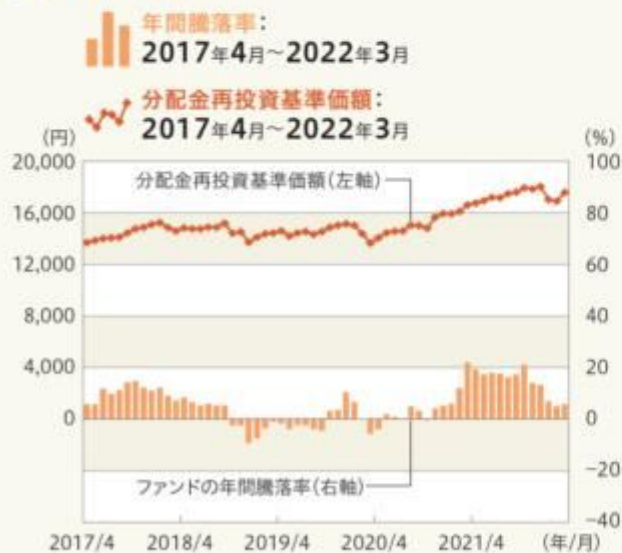 年間騰落率:
2017年4月～2022年3月
分配金再投資基準価額:
2017年4月～2022年3月
(円)
(%)
20,000
100
分配金再投資基準価額(左軸)
16,000
80
12,000
60
8,000
40
4,000
20
0
0
−20
ファンドの年間騰落率(右軸)
−40
2017/4
2018/4
2019/4
2020/4
2021/4
(年/月)